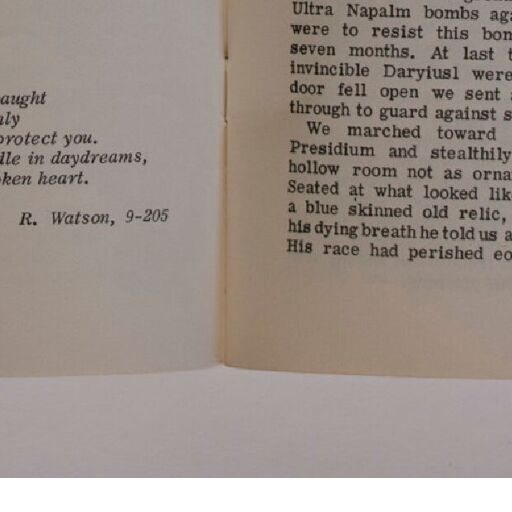 aught
nly
protect you.
dle in daydreams,
oken heart.
R. Watson, 9-205
Ultra Napalm bombs aga
were to resist this bom
seven months. At last t
invincible Daryiusl were
door fell open we sent
through to guard against s
We marched toward
Presidium and stealthily
hollow room not as orna
Seated at what looked lik
a blue skinned old relic,
his dying breath he told us a
His race had perished eo